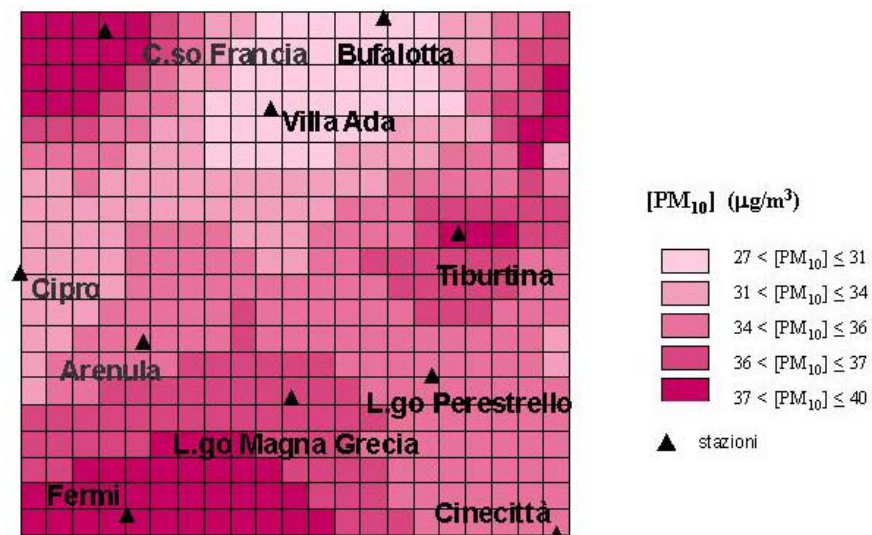 C.so Francia
Bufalotta
Villa Ada
Tiburtina
Cipro
Arenula
L.go Perestrello
L.go Magna Grecia
Fermi
Cinecittà
[PM₁₀] (μg/m³)
27 < [PM₁₀] ≤ 31
31 < [PM₁₀] ≤ 34
34 < [PM₁₀] ≤ 36
36 < [PM₁₀] ≤ 37
37 < [PM₁₀] ≤ 40
stazioni